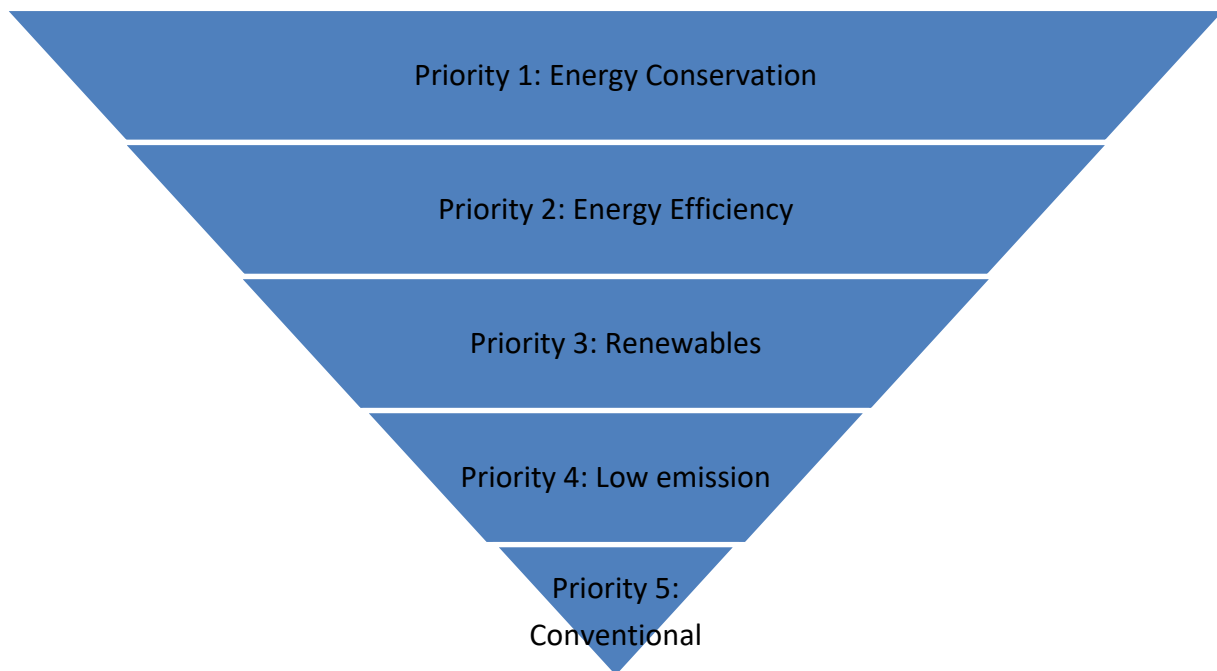 Priority 1: Energy Conservation
Priority 2: Energy Efficiency
Priority 3: Renewables
Priority 4: Low emission
Priority 5:
Conventional